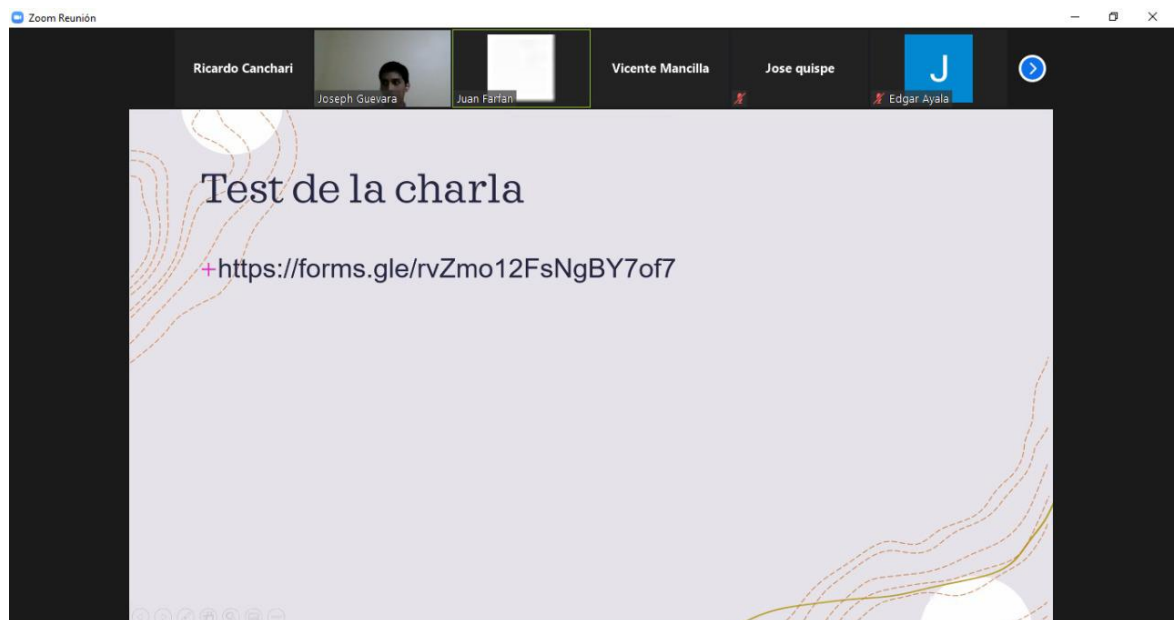 Zoom Reunión
Ricardo Canchari
Joseph Guevara
Juan Farfan
Vicente Mancilla
Jose quispe
J
Edgar Ayala
Test de la charla
+https://forms.gle/rvZmo12FsNgBY7of7